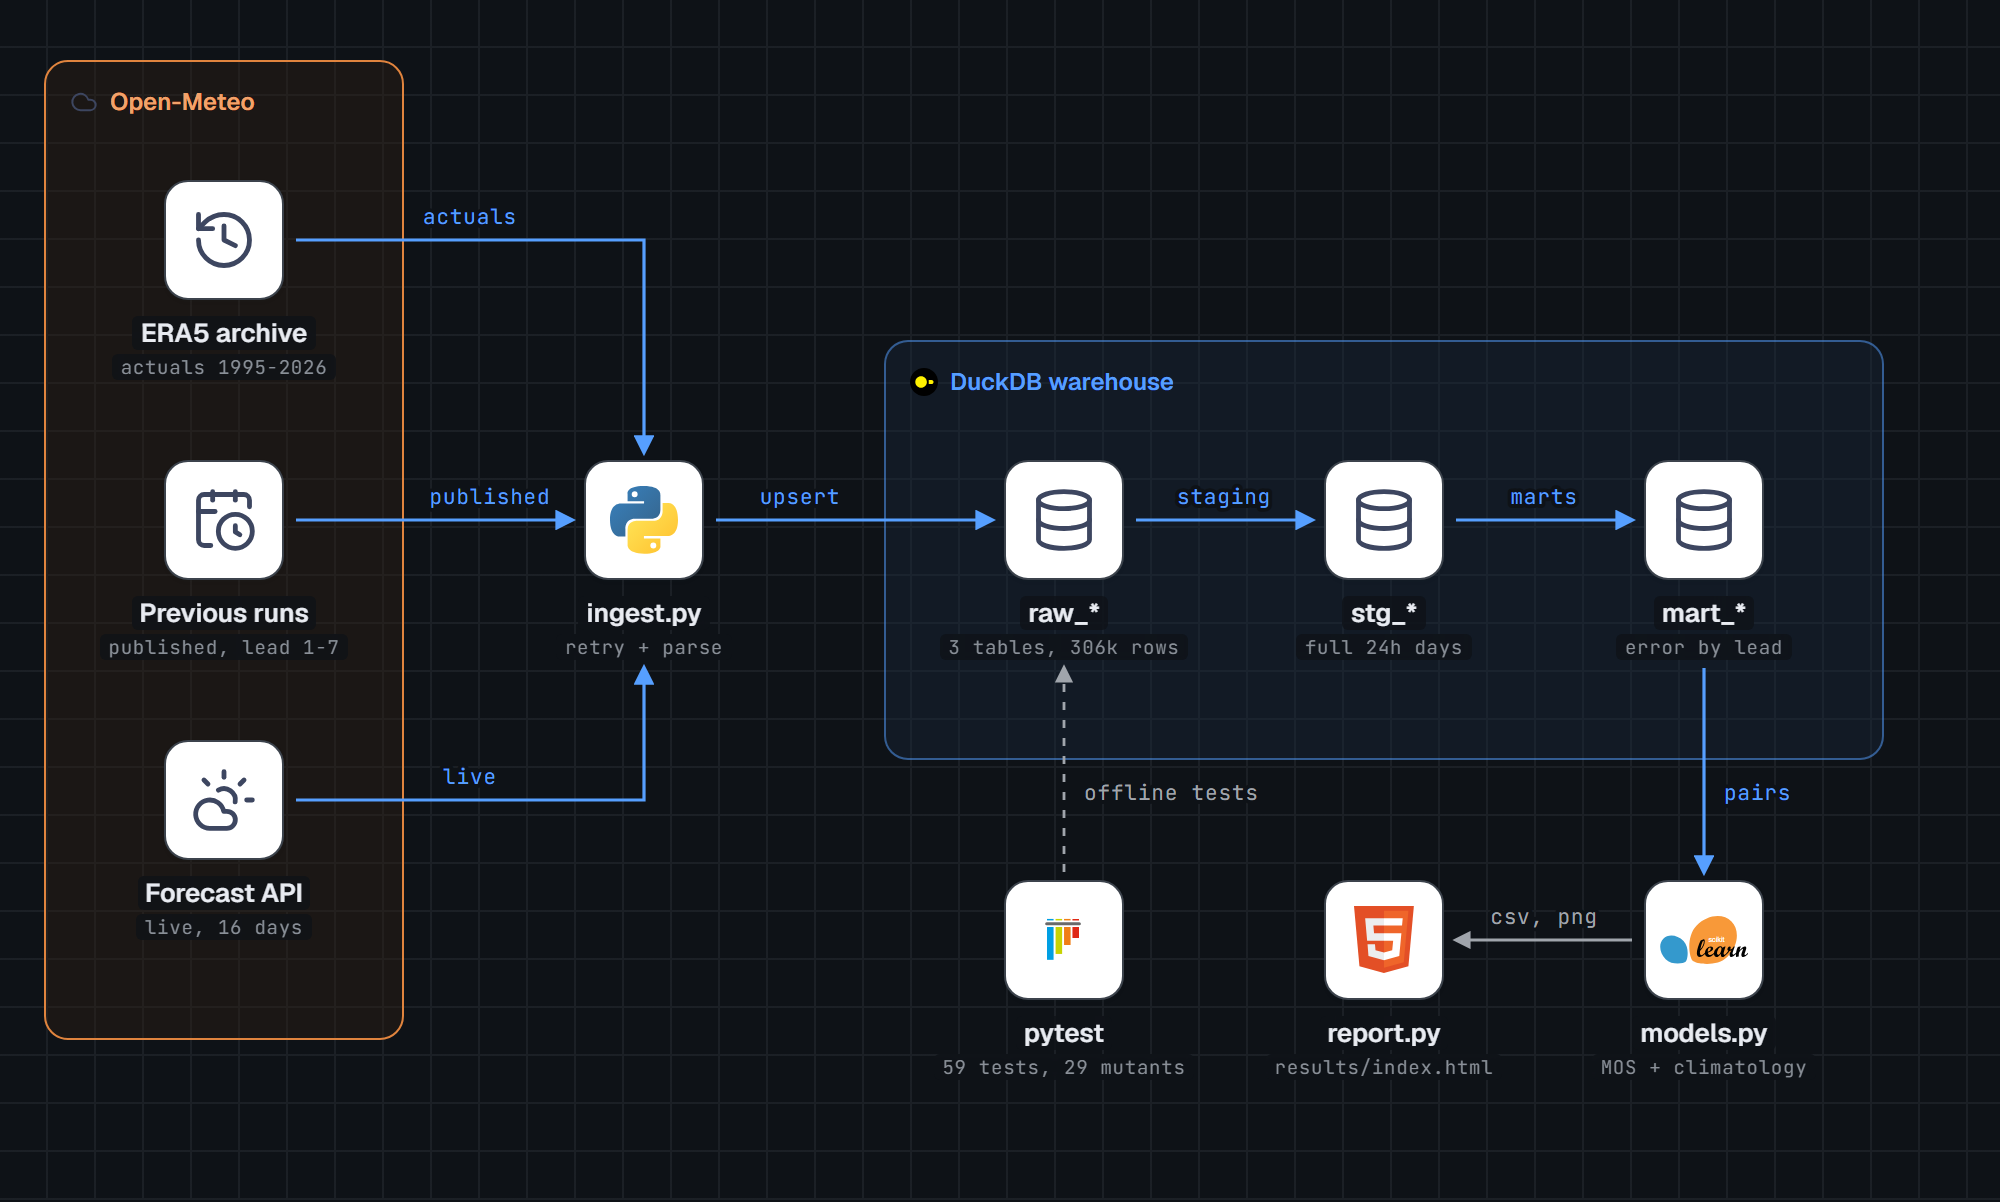 Open-Meteo
actuals
ERA5 archive
actuals 1995-2026
DuckDB warehouse
published
upsert
staging
marts
Previous runs
published, lead 1-7
ingest.py
retry + parse
raw_*
3 tables, 306k rows
stg_*
full 24h days
mart_*
error by lead
live
offline tests
pairs
Forecast API
live, 16 days
csv, png
scikit
learn
pytest
59 tests, 29 mutants
report.py
results/index.html
models.py
MOS + climatology